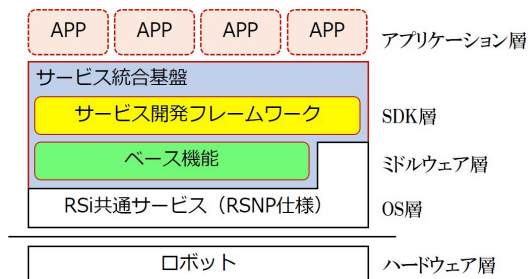 APP APP APP APP アプリケーション層
サービス統合基盤
サービス開発フレームワーク SDK層
ベース機能 ミドルウェア層
RSi共通サービス（RSNP仕様） OS層
ロボット ハードウェア層